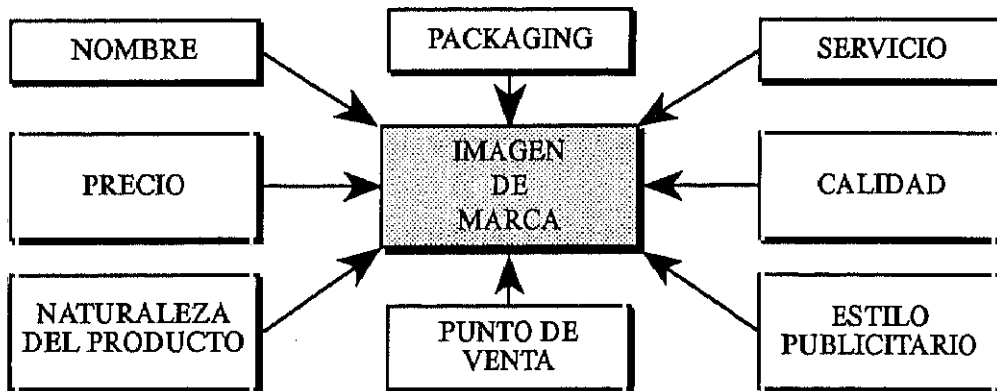 NOMBRE
PACKAGING
SERVICIO
PRECIO
IMAGEN
DE
MARCA
CALIDAD
NATURALEZA
DEL PRODUCTO
PUNTO DE
VENTA
ESTILO
PUBLICITARIO